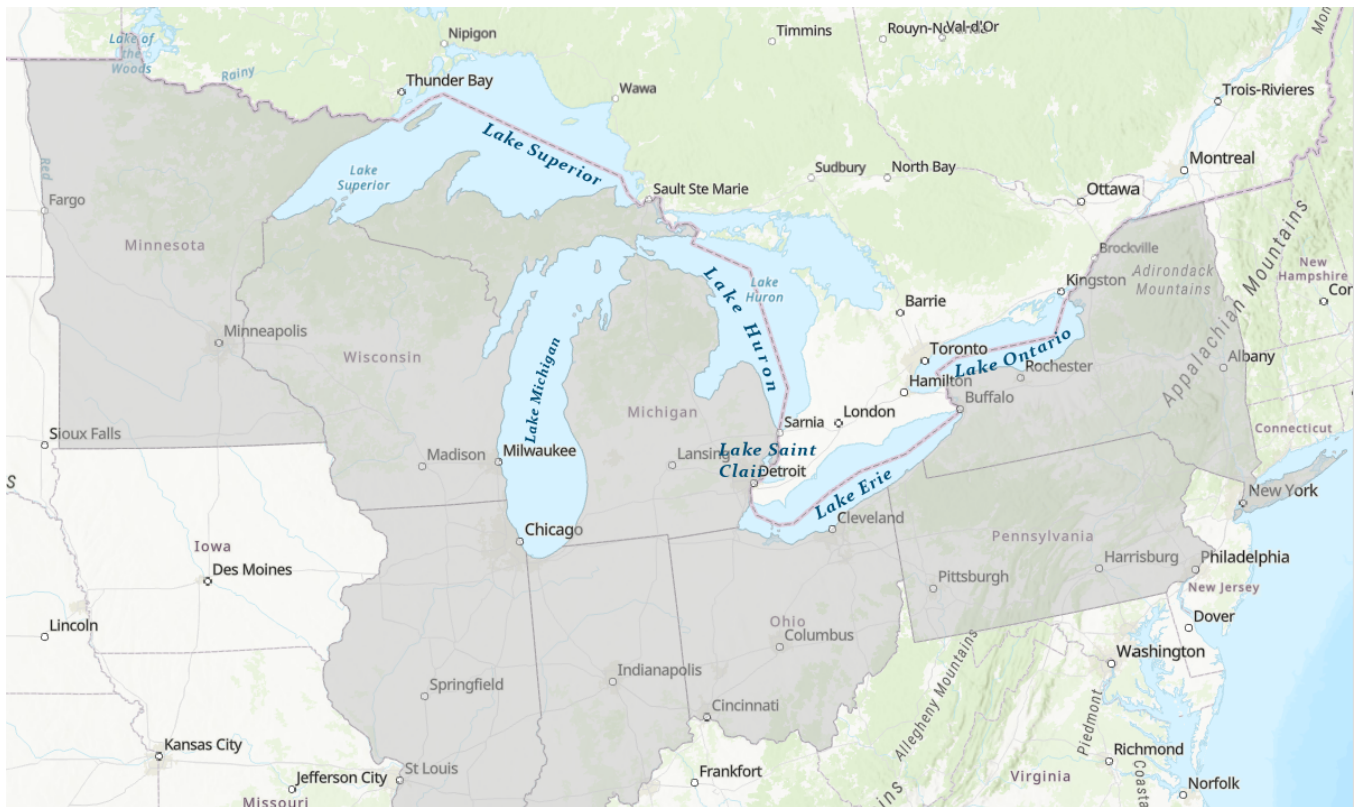 Nipigon
Timmins
Rouyn-Nor
Val-d'Or
Lake of
the
Woods
Rainy
Thunder Bay
Wawa
Trois-Rivieres
Lake Superior
Lake
Superior
Sudbury
North Bay
Montreal
Red
Fargo
Sault Ste Marie
Ottawa
Minnesota
Brockville
Adirondack
Mountains
Appalachian Mountains
New
Hampshire
Con
Lake Huron
Lake
Huron
Kingston
Barrie
Minneapolis
Wisconsin
Lake Michigan
Toronto
Lake Ontario
Rochester
Albany
Hamilton
Buffalo
Michigan
Sarnia
London
Connecticut
Sioux Falls
Madison
Milwaukee
Lansing
Lake Saint
Clair
Detroit
Lake Erie
Cleveland
New York
Chicago
Iowa
Des Moines
Pennsylvania
Harrisburg
Philadelphia
Pittsburgh
New Jersey
Lincoln
Ohio
Columbus
Dover
Washington
Indianapolis
Springfield
Cincinnati
Allegheny Mountains
Piedmont
Kansas City
Jefferson City
St Louis
Missouri
Frankfort
Richmond
Virginia
Coasta
Norfolk
Mon
s
ins